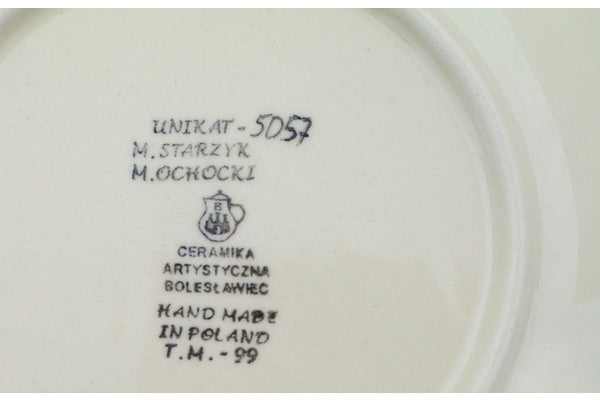 UNIKAT - 5057
M. STARZYK
M. OCHOCKI
B
CERAMIKA
ARTYSTYCZNA
BOLESŁAWIEC
HAND MADE
IN POLAND
T.M. - 99